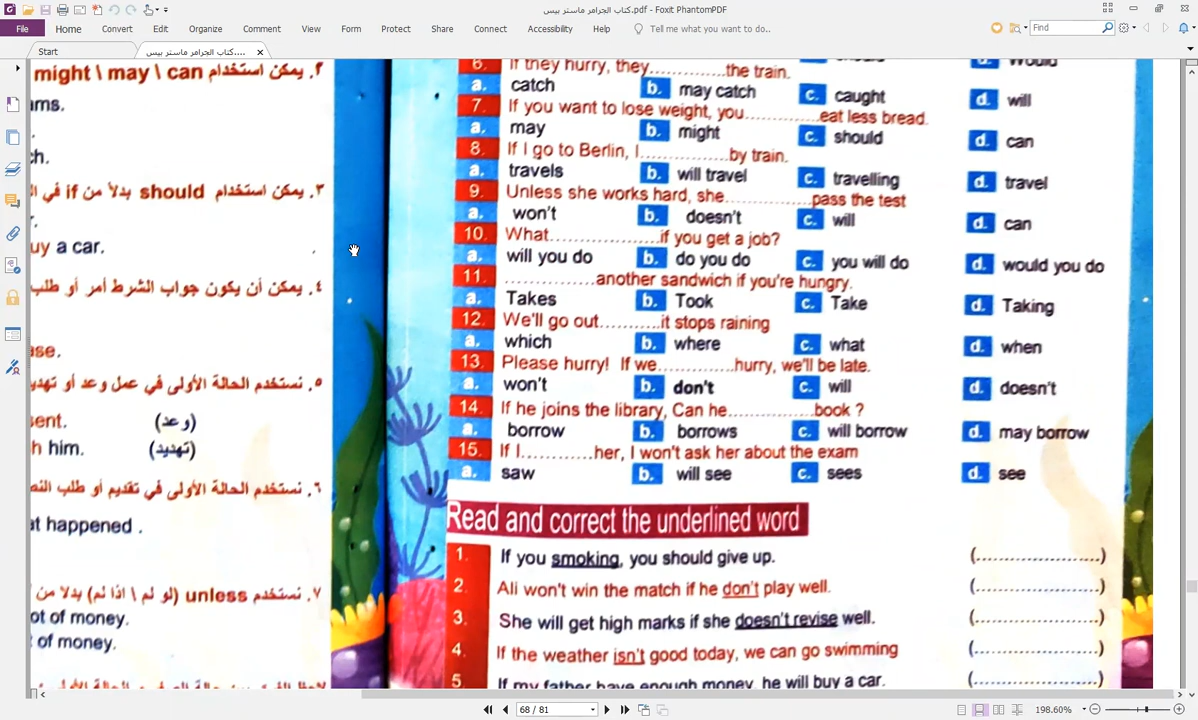 كتاب الجرامر ماستر بيس.pdf - Foxit PhantomPDF
File Home Convert Edit Organize Comment View Form Protect Share Connect Accessibility Help Tell me what you want to do.. Find
Start كتاب الجرامر ماستر بيس....
٢. يمكن استخدام might \ may \ can
ams.
ch.
٣. يمكن استخدام should بدلاً من if في
uy a car.
٤. يمكن أن يكون جواب الشرط أمر أو طلب
ase.
٥. نستخدم الحالة الأولى في عمل وعد أو تهديد
sent. (وعد)
h him. (تهديد)
٦. نستخدم الحالة الأولى في تقديم أو طلب
at happened .
٧. نستخدم unless (لو لم \ اذا لم) بدلا من
ot of money.
of money.
6. If they hurry, they.............the train. d. would
a. catch b. may catch c. caught d. will
7. If you want to lose weight, you.............eat less bread.
a. may b. might c. should d. can
8. If I go to Berlin, I.............by train.
a. travels b. will travel c. travelling d. travel
9. Unless she works hard, she.............pass the test
a. won't b. doesn't c. will d. can
10. What.............if you get a job?
a. will you do b. do you do c. you will do d. would you do
11. .............another sandwich if you're hungry.
a. Takes b. Took c. Take d. Taking
12. We'll go out..........it stops raining
a. which b. where c. what d. when
13. Please hurry! If we.............hurry, we'll be late.
a. won't b. don't c. will d. doesn't
14. If he joins the library, Can he.............book ?
a. borrow b. borrows c. will borrow d. may borrow
15. If I...........her, I won't ask her about the exam
a. saw b. will see c. sees d. see
Read and correct the underlined word
1. If you smoking, you should give up. (.....................)
2. Ali won't win the match if he don't play well. (.....................)
3. She will get high marks if she doesn't revise well. (.....................)
4. If the weather isn't good today, we can go swimming (.....................)
5. If my father have enough money, he will buy a car. (.....................)
68 / 81 198.60%